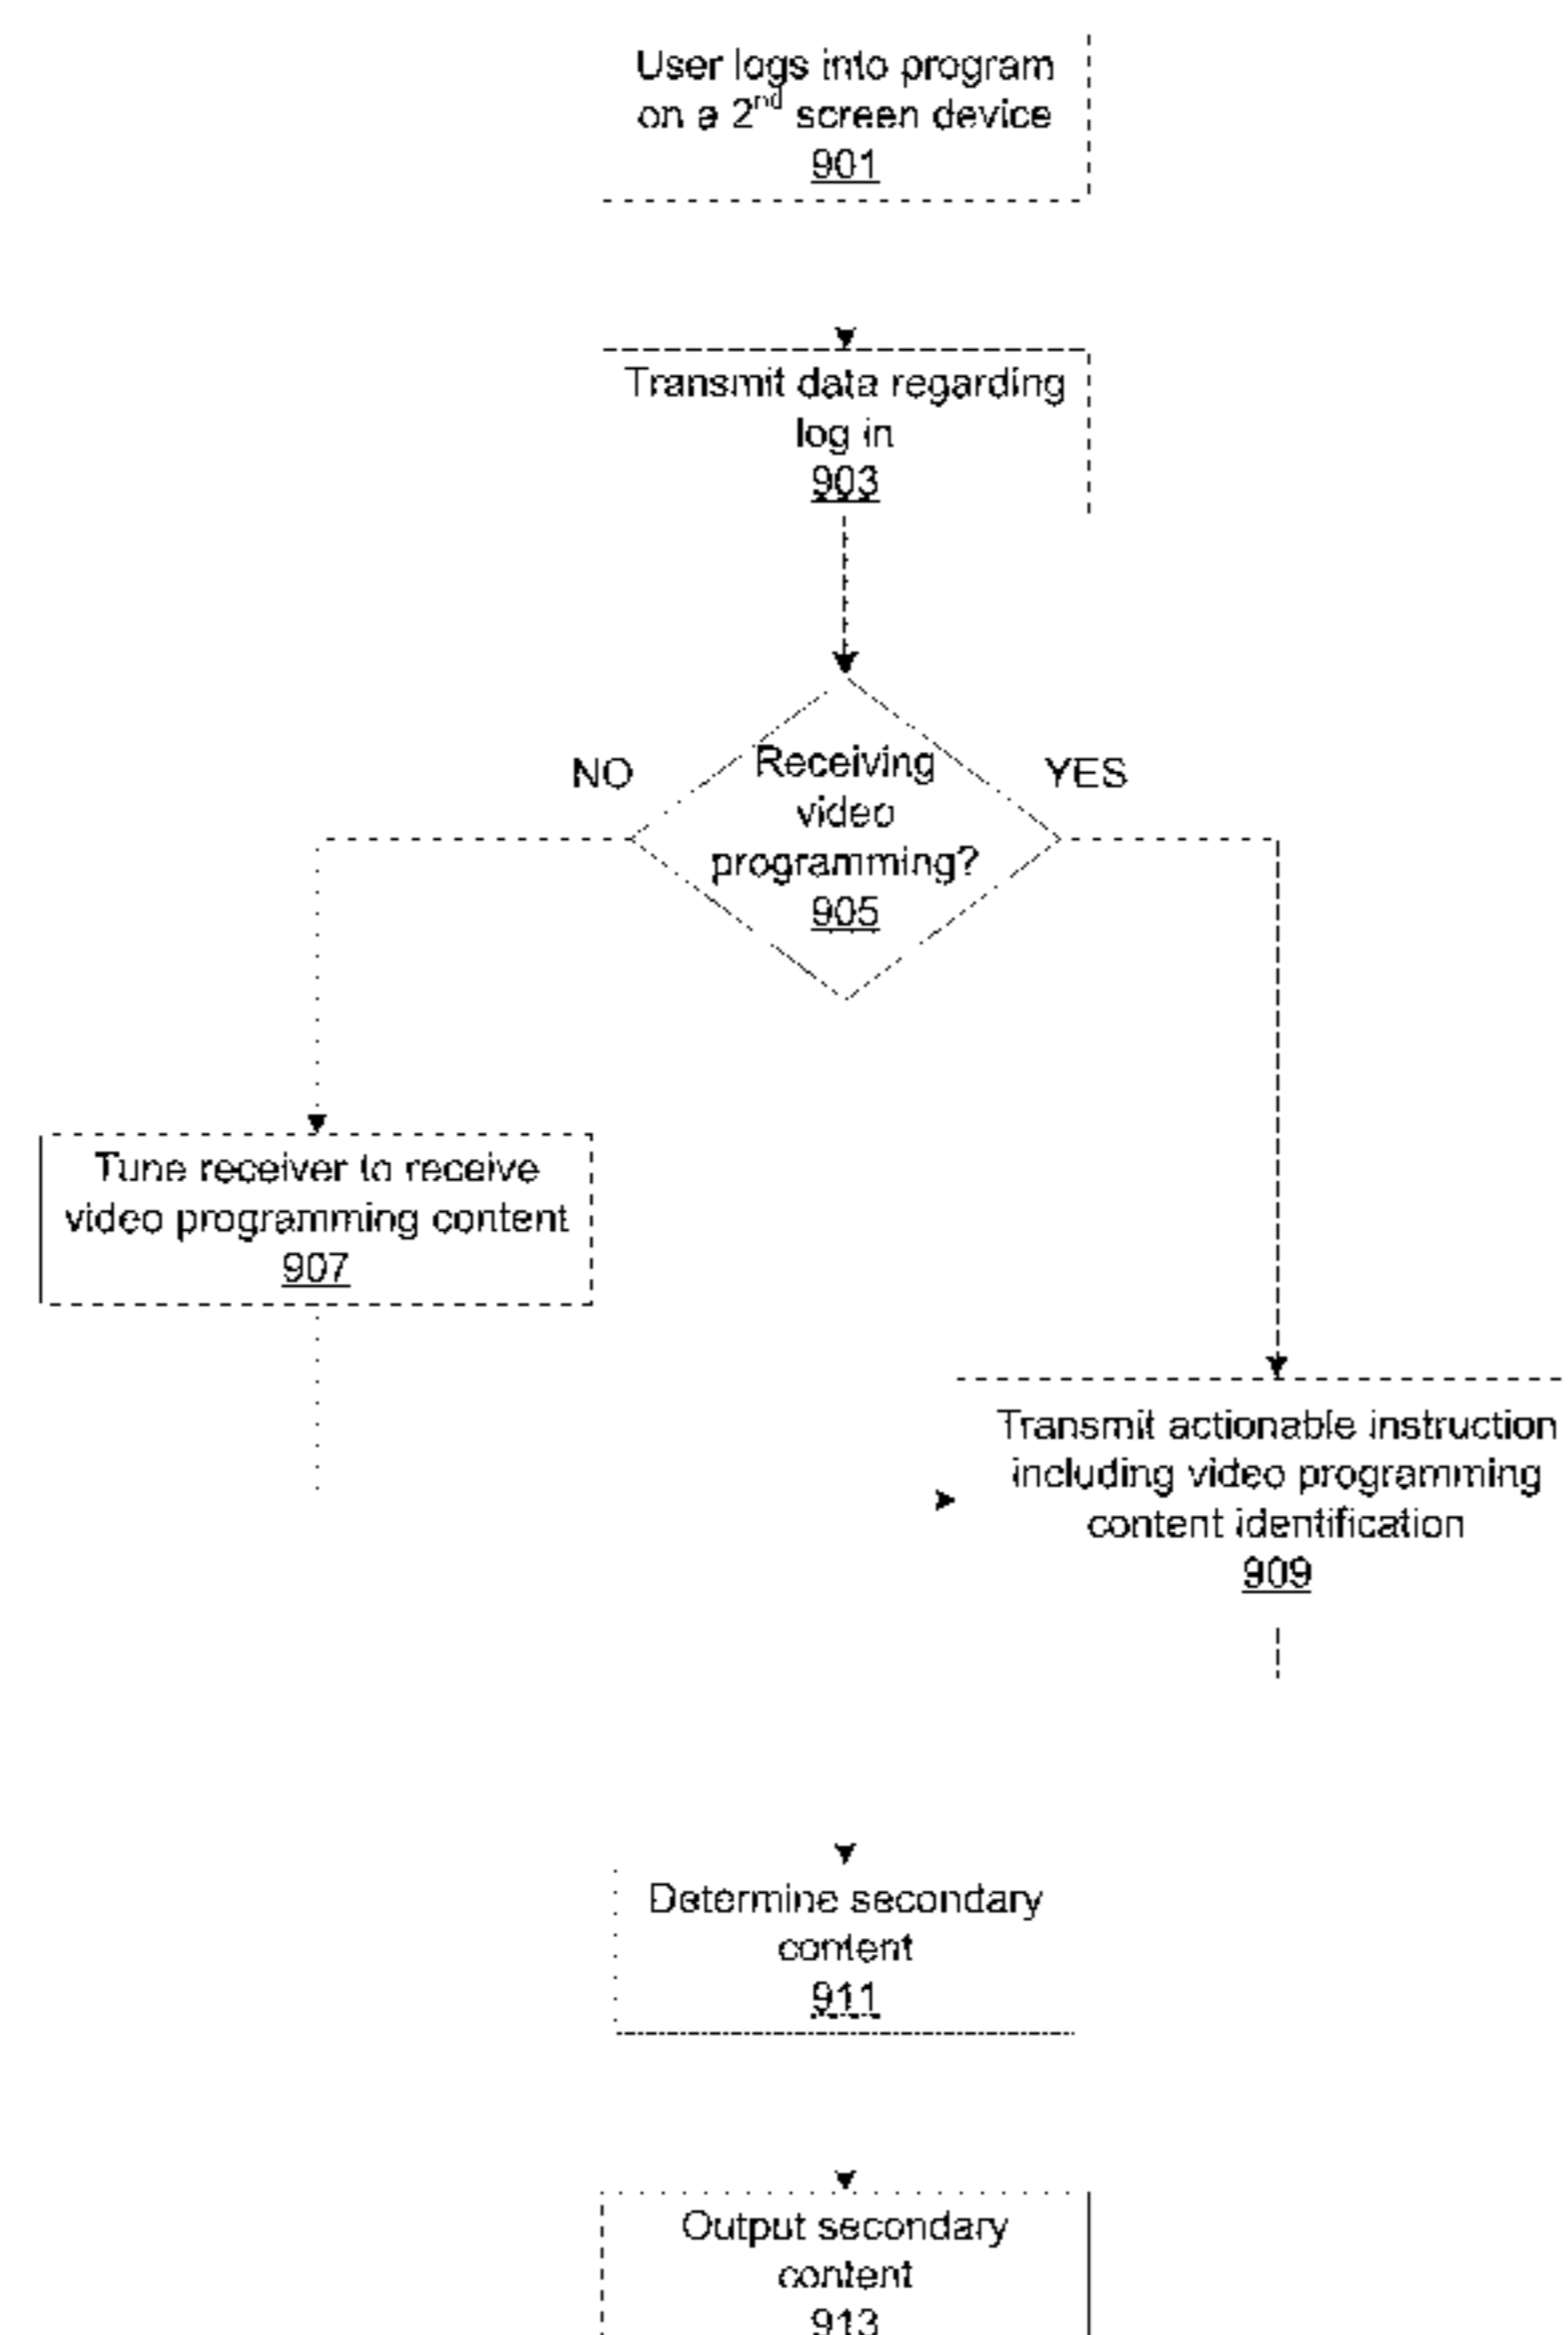 User logs into program
on a 2nd screen device
901
Transmit data regarding
log in
903
NO
YES
Receiving
video
programming?
905
Tune receiver to receive
video programming content
907
Transmit actionable instruction
including video programming
content identification
909
Determine secondary
content
911
Output secondary
content
913